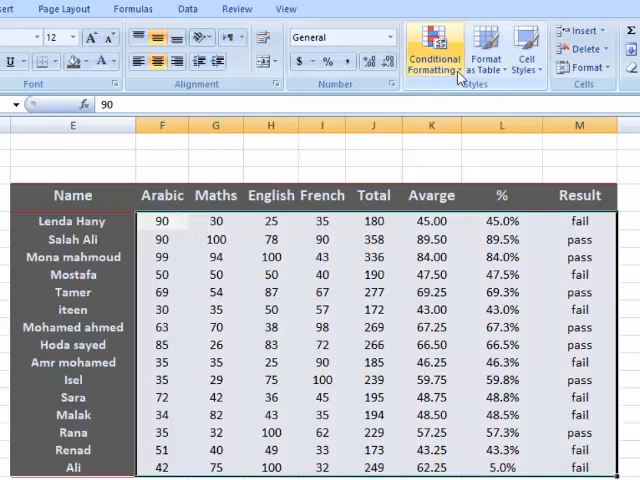 sert Page Layout Formulas Data Review View
12 A A General Conditional Formatting Format as Table Cell Styles Insert Delete Format Σ
U A $ % , .0 .00 .00 .0
Font Alignment Number Styles Cells
fx 90
E F G H I J K L M
Name Arabic Maths English French Total Avarge % Result
Lenda Hany 90 30 25 35 180 45.00 45.0% fail
Salah Ali 90 100 78 90 358 89.50 89.5% pass
Mona mahmoud 99 94 100 43 336 84.00 84.0% pass
Mostafa 50 50 50 40 190 47.50 47.5% fail
Tamer 69 54 87 67 277 69.25 69.3% pass
iteen 30 35 50 57 172 43.00 43.0% fail
Mohamed ahmed 63 70 38 98 269 67.25 67.3% pass
Hoda sayed 85 26 83 72 266 66.50 66.5% pass
Amr mohamed 35 35 25 90 185 46.25 46.3% fail
Isel 35 29 75 100 239 59.75 59.8% pass
Sara 72 42 36 45 195 48.75 48.8% fail
Malak 34 82 43 35 194 48.50 48.5% fail
Rana 35 32 100 62 229 57.25 57.3% pass
Renad 51 40 49 33 173 43.25 43.3% fail
Ali 42 75 100 32 249 62.25 5.0% fail